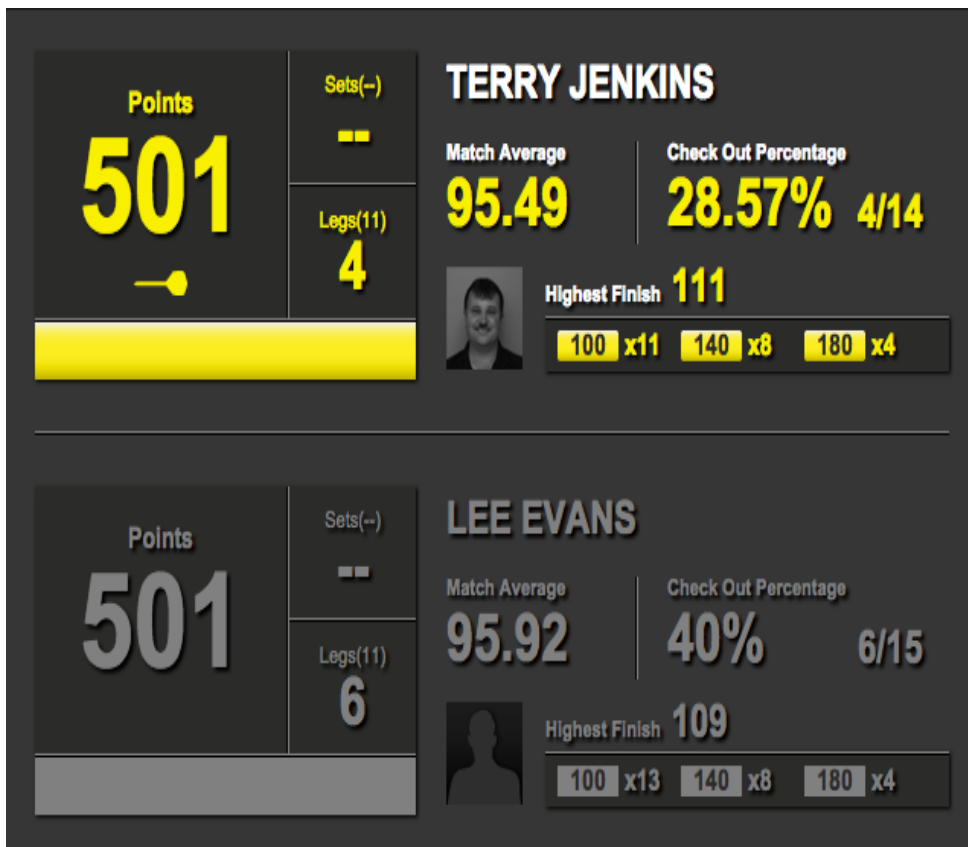 Points
501
Sets(--)
--
Legs(11)
4
TERRY JENKINS
Match Average
95.49
Check Out Percentage
28.57% 4/14
Highest Finish 111
100 x11 140 x8 180 x4
Points
501
Sets(--)
--
Legs(11)
6
LEE EVANS
Match Average
95.92
Check Out Percentage
40% 6/15
Highest Finish 109
100 x13 140 x8 180 x4